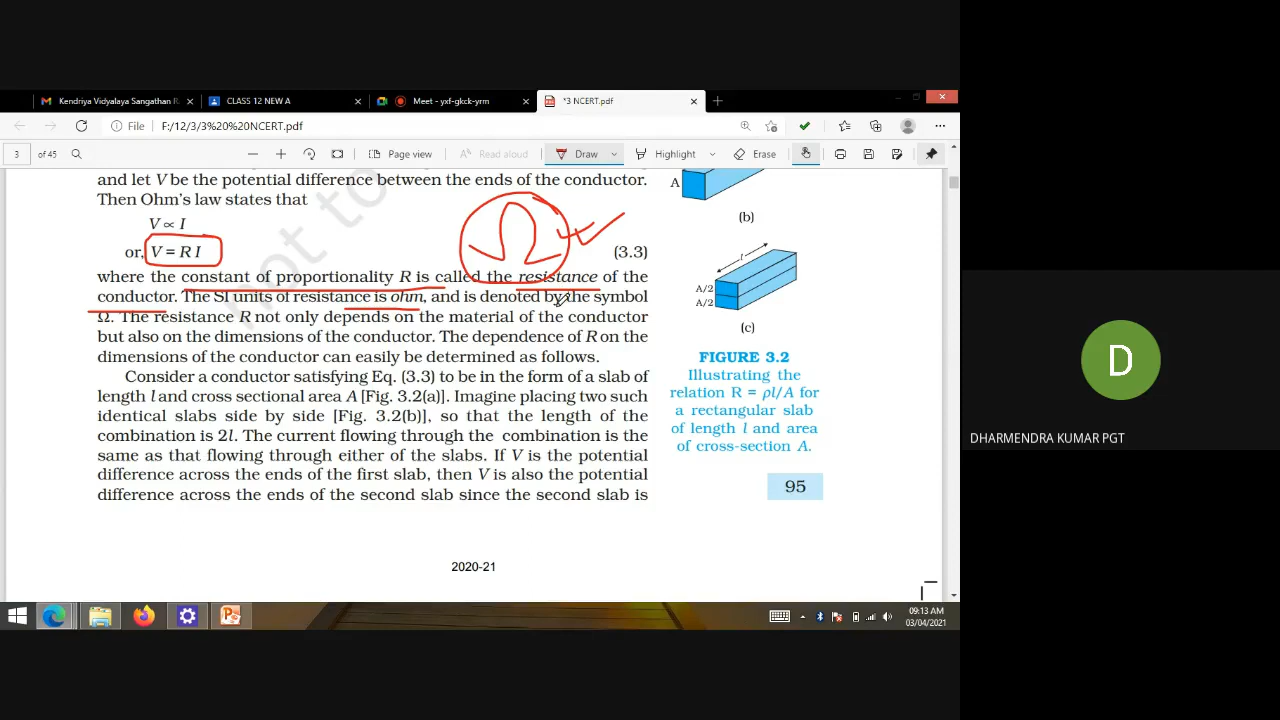 Kendriya Vidyalaya Sangathan R
CLASS 12 NEW A
Meet - yxf-gkck-yrm
*3 NCERT.pdf
File
F:/12/3/3%20%20NCERT.pdf
3 of 45
Page view
Read aloud
Draw
Highlight
Erase
and let V be the potential difference between the ends of the conductor.
Then Ohm's law states that
V ∝ I
or, V = R I (3.3)
where the constant of proportionality R is called the resistance of the
conductor. The SI units of resistance is ohm, and is denoted by the symbol
Ω. The resistance R not only depends on the material of the conductor
but also on the dimensions of the conductor. The dependence of R on the
dimensions of the conductor can easily be determined as follows.
Consider a conductor satisfying Eq. (3.3) to be in the form of a slab of
length l and cross sectional area A [Fig. 3.2(a)]. Imagine placing two such
identical slabs side by side [Fig. 3.2(b)], so that the length of the
combination is 2l. The current flowing through the combination is the
same as that flowing through either of the slabs. If V is the potential
difference across the ends of the first slab, then V is also the potential
difference across the ends of the second slab since the second slab is
not to
Ω
A
(b)
l
A/2
A/2
(c)
FIGURE 3.2
Illustrating the
relation R = ρl/A for
a rectangular slab
of length l and area
of cross-section A.
95
2020-21
D
DHARMENDRA KUMAR PGT
09:13 AM
03/04/2021